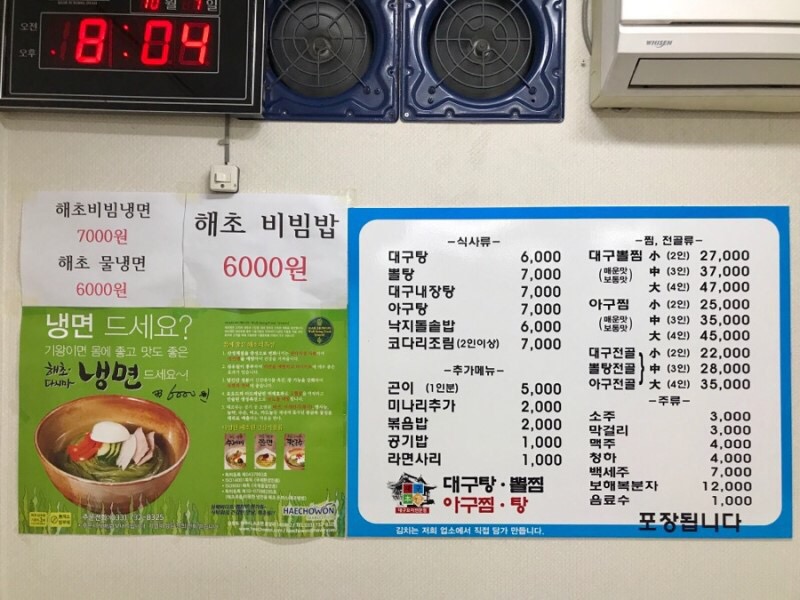 10 월 1 일
오전
오후
8:04
WHISEN
해초비빔냉면
7000원
해초 물냉면
6000원
해초 비빔밥
6000원
냉면 드세요?
기왕이면 몸에 좋고 맛도 좋은
해초
다시마 냉면 드세요~!
6000원
HAECHOWON
-식사류-
대구탕 6,000
뽈탕 7,000
대구내장탕 7,000
아구탕 7,000
낙지돌솥밥 6,000
코다리조림(2인이상) 7,000
-추가메뉴-
곤이 (1인분) 5,000
미나리추가 2,000
볶음밥 2,000
공기밥 1,000
라면사리 1,000
대구탕·뽈찜
아구찜·탕
김치는 저희 업소에서 직접 담가 만듭니다.
-찜, 전골류-
대구뽈찜 小 (2인) 27,000
(매운맛 보통맛) 中 (3인) 37,000
大 (4인) 47,000
아구찜 小 (2인) 25,000
(매운맛 보통맛) 中 (3인) 35,000
大 (4인) 45,000
대구전골 小 (2인) 22,000
뽈탕전골 中 (3인) 28,000
아구전골 大 (4인) 35,000
-주류-
소주 3,000
막걸리 3,000
맥주 4,000
청하 4,000
백세주 7,000
보해복분자 12,000
음료수 1,000
포장됩니다